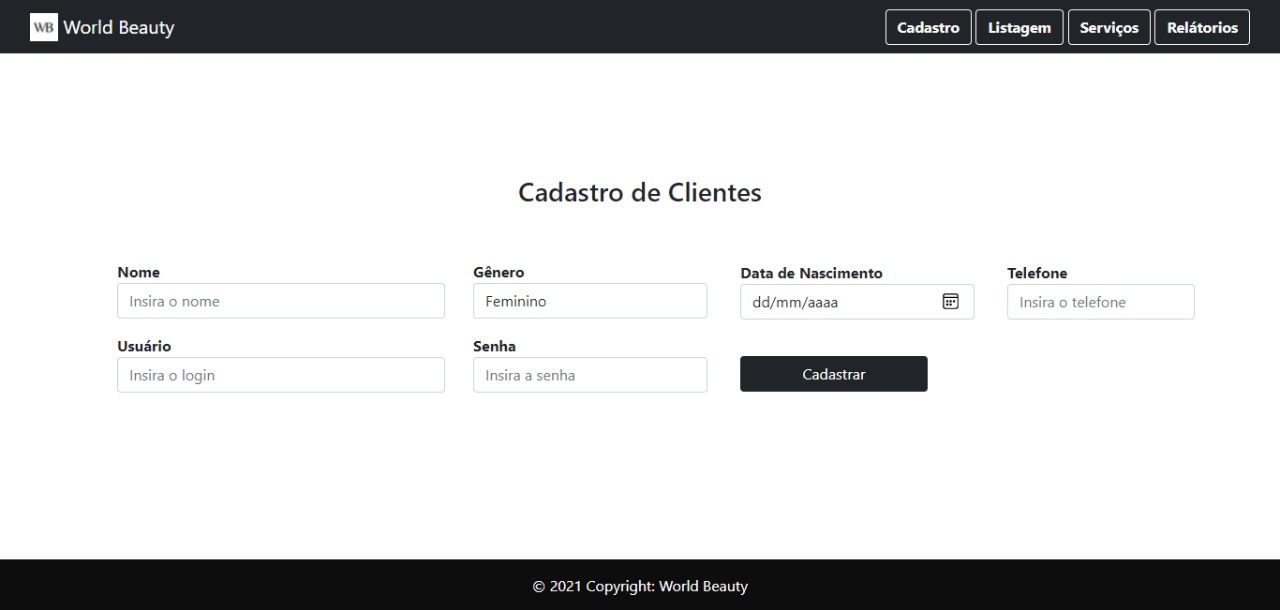 WB World Beauty
Cadastro Listagem Serviços Relátorios
Cadastro de Clientes
Nome Gênero Data de Nascimento Telefone
Insira o nome Feminino dd/mm/aaaa Insira o telefone
Usuário Senha
Insira o login Insira a senha Cadastrar
© 2021 Copyright: World Beauty